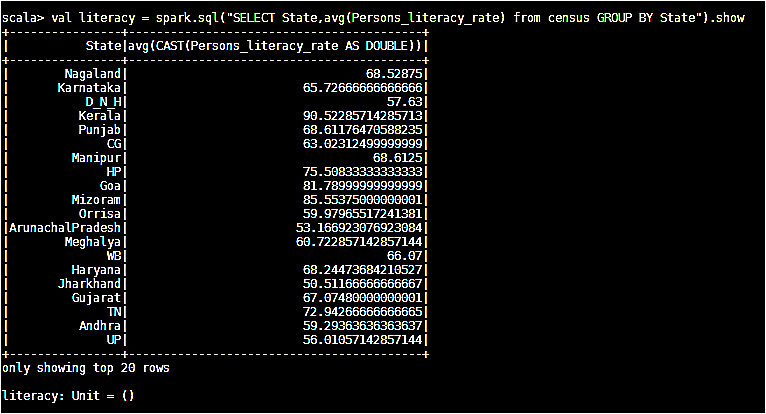 scala> val literacy = spark.sql("SELECT State,avg(Persons_literacy_rate) from census GROUP BY State").show
+----------------+------------------------------------------+
|           State|avg(CAST(Persons_literacy_rate AS DOUBLE))|
+----------------+------------------------------------------+
|        Nagaland|                                  68.52875|
|       Karnataka|                         65.72666666666666|
|           D_N_H|                                     57.63|
|          Kerala|                         90.52285714285713|
|          Punjab|                         68.61176470588235|
|              CG|                         63.02312499999999|
|         Manipur|                                   68.6125|
|              HP|                         75.50833333333333|
|             Goa|                         81.78999999999999|
|         Mizoram|                         85.55375000000001|
|          Orrisa|                         59.97965517241381|
|ArunachalPradesh|                        53.166923076923084|
|       Meghalya|                        60.722857142857144|
|              WB|                                     66.07|
|         Haryana|                         68.24473684210527|
|       Jharkhand|                         50.51166666666667|
|         Gujarat|                         67.07480000000001|
|              TN|                         72.94266666666665|
|          Andhra|                         59.29363636363637|
|              UP|                         56.01057142857144|
+----------------+------------------------------------------+
only showing top 20 rows
literacy: Unit = ()